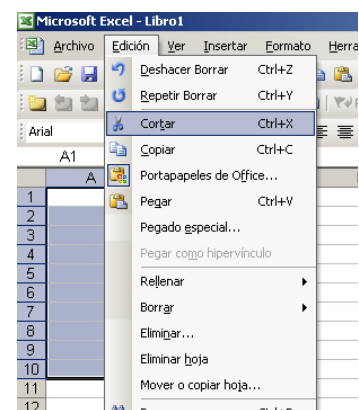 Microsoft Excel - Libro1
Archivo Edición Ver Insertar Formato
Deshacer Borrar Ctrl+Z
Repetir Borrar Ctrl+Y
Arial
Cortar Ctrl+X
Copiar Ctrl+C
A1
A
Portapapeles de Office...
1
Pegar Ctrl+V
2
Pegado especial...
3
Pegar como hipervínculo
4
5
Rellenar
6
Borrar
7
Eliminar...
8
Eliminar hoja
9
10
Mover o copiar hoja...
11
12